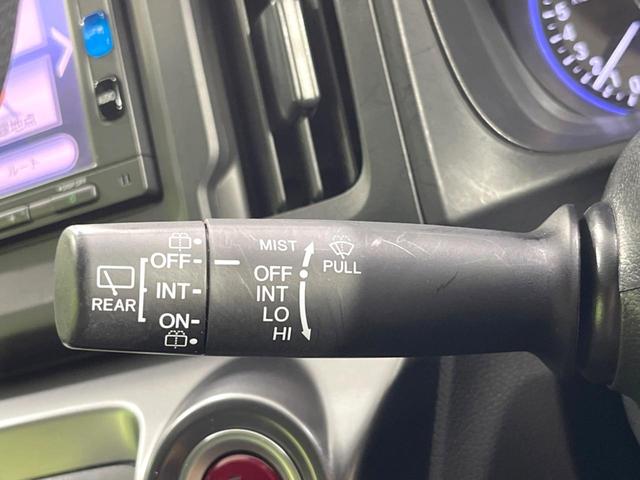 ルート
MIST
PULL
OFF
INT
LO
HI
REAR
OFF
INT
ON